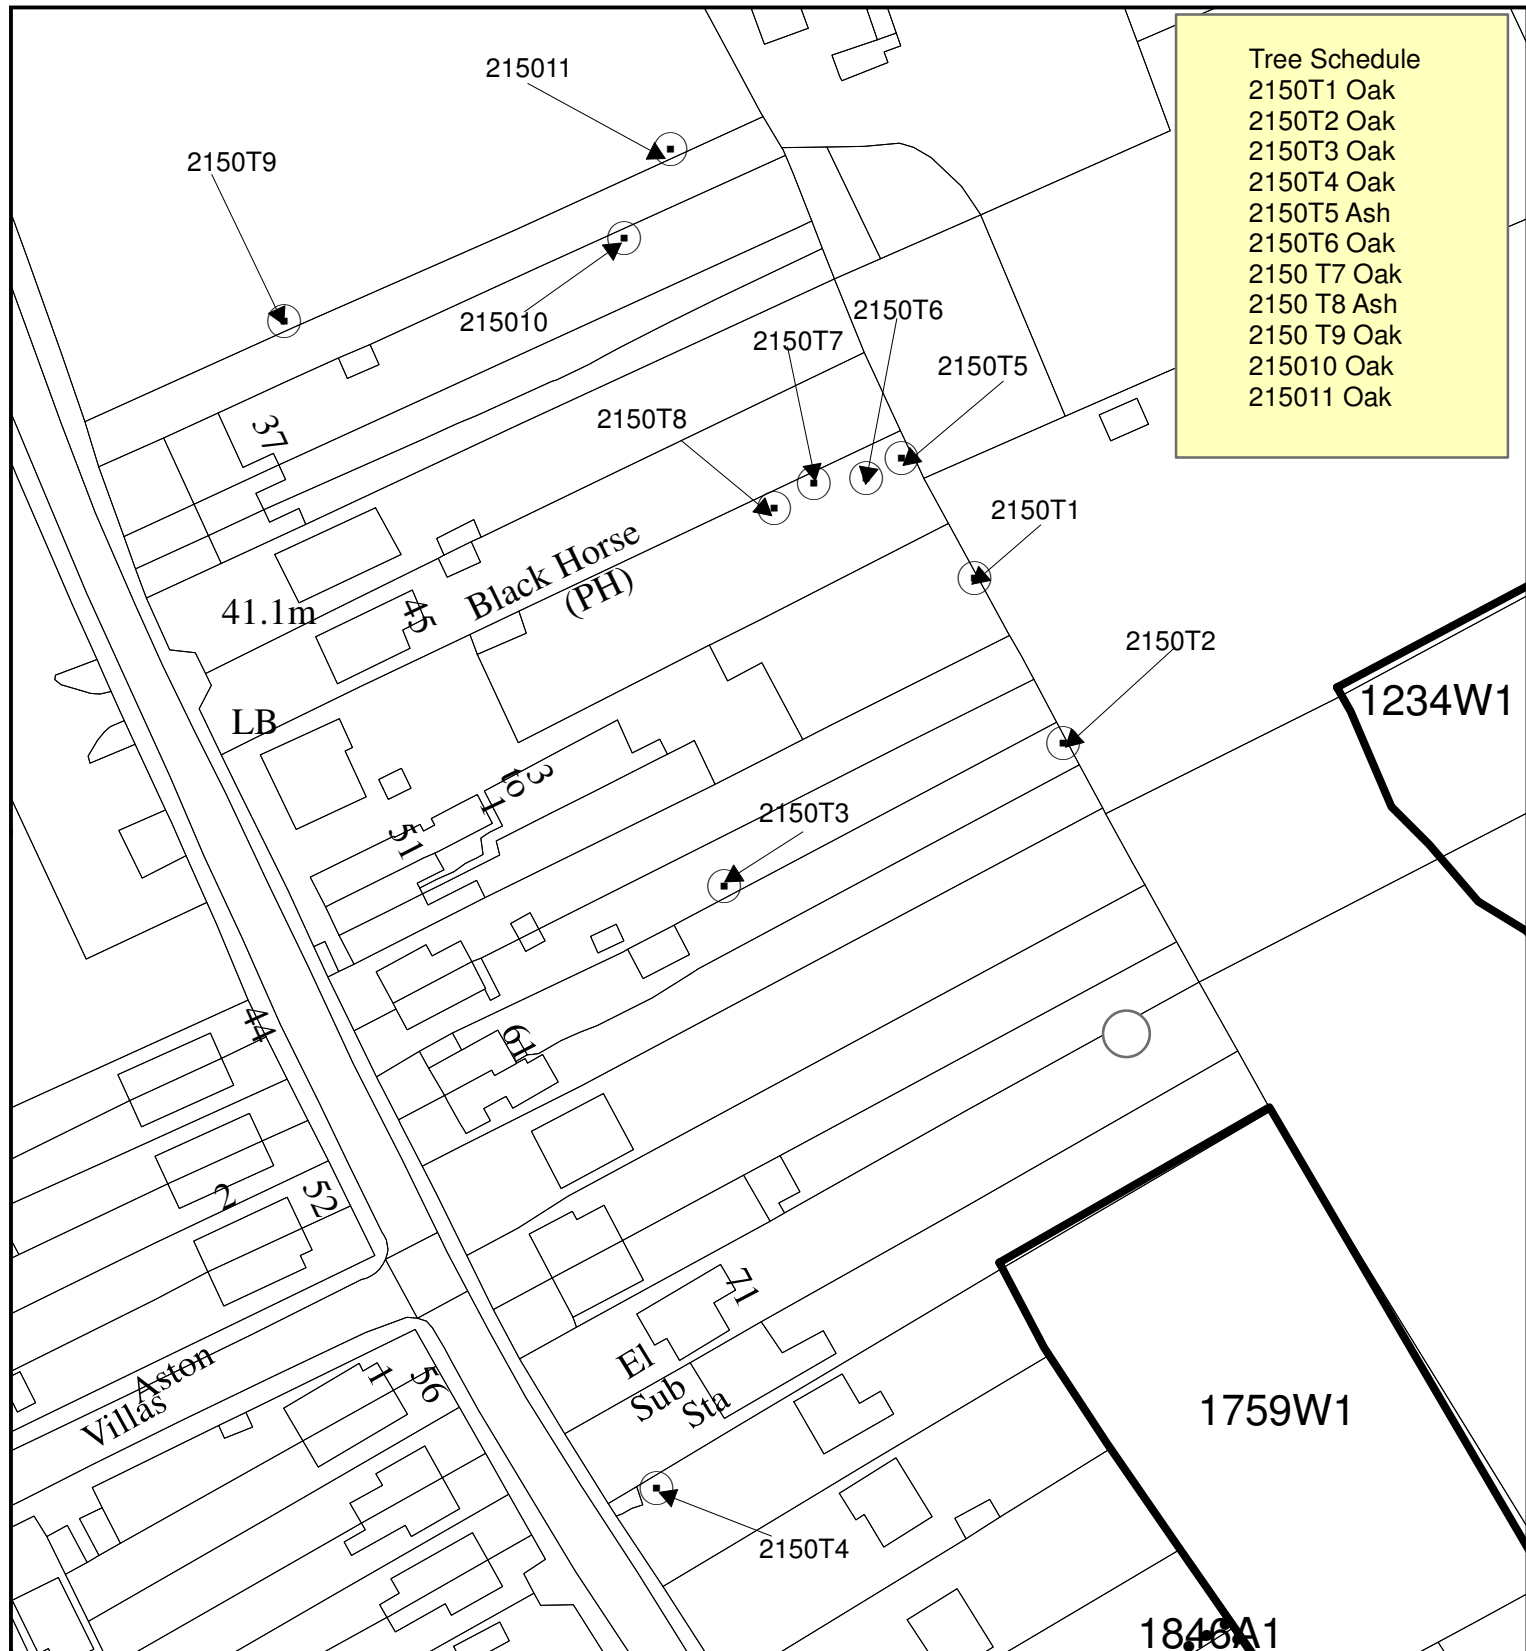 Tree Schedule
2150T1 Oak
2150T2 Oak
2150T3 Oak
2150T4 Oak
2150T5 Ash
2150T6 Oak
2150 T7 Oak
2150 T8 Ash
2150 T9 Oak
215010 Oak
215011 Oak
215011
2150T9
215010
2150T6
2150T7
2150T5
2150T8
37
2150T1
Black Horse
(PH)
41.1m
45
2150T2
1234W1
LB
3
to
1
51
2150T3
44
61
2
52
71
El
Sub
Sta
Aston
Villas
1
56
1759W1
2150T4
1846A1